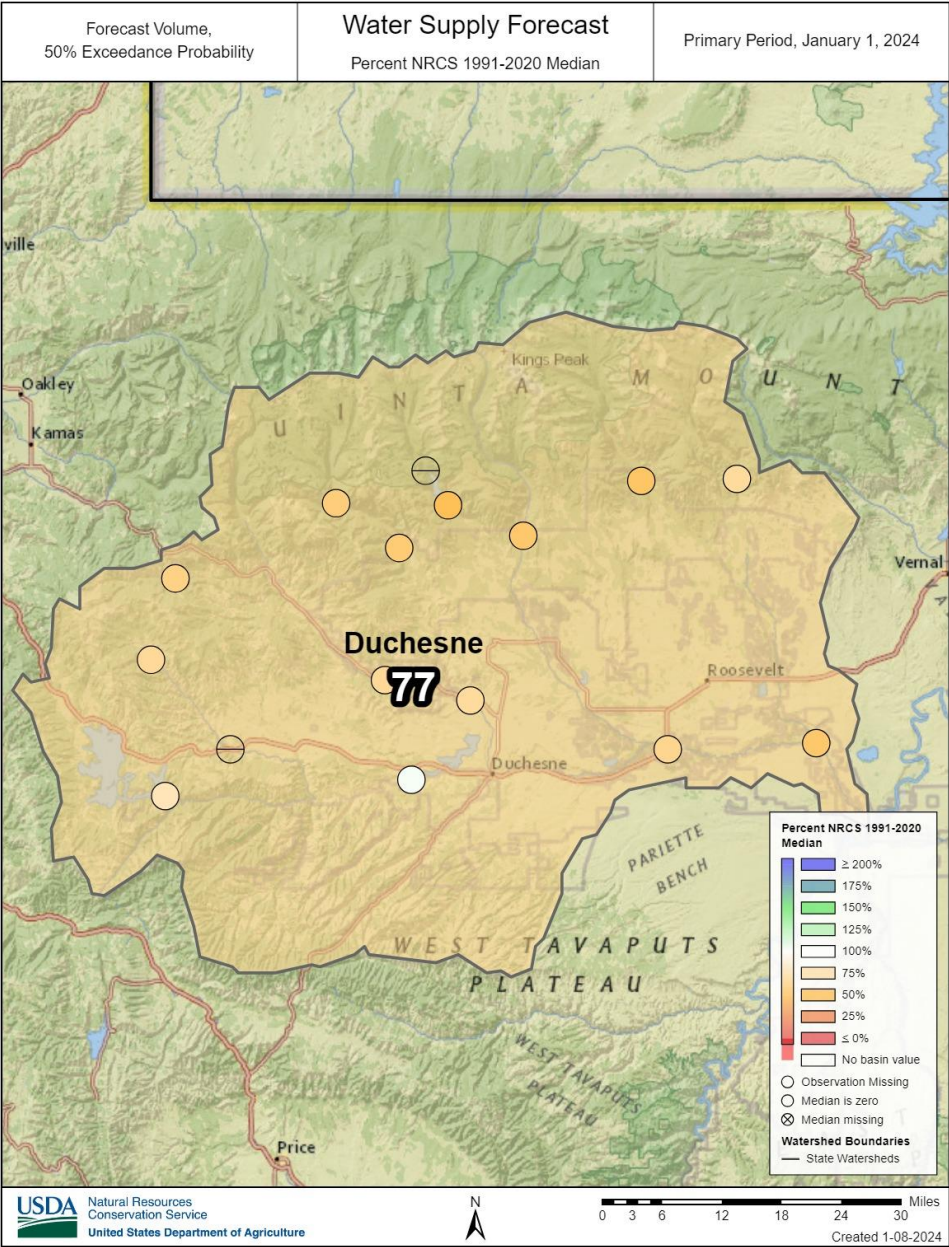 Forecast Volume,
50% Exceedance Probability
Water Supply Forecast
Percent NRCS 1991-2020 Median
Primary Period, January 1, 2024
ville
Kings Peak
U I N T A M O U N T
Oakley
Kamas
Vernal
Duchesne
77
Roosevelt
Duchesne
PARIETTE
BENCH
WEST TAVAPUTS
PLATEAU
WEST TAVAPUTS
PLATEAU
Price
Percent NRCS 1991-2020
Median
≥ 200%
175%
150%
125%
100%
75%
50%
25%
≤ 0%
No basin value
Observation Missing
Median is zero
Median missing
Watershed Boundaries
State Watersheds
USDA
Natural Resources
Conservation Service
United States Department of Agriculture
N
Miles
0 3 6 12 18 24 30
Created 1-08-2024